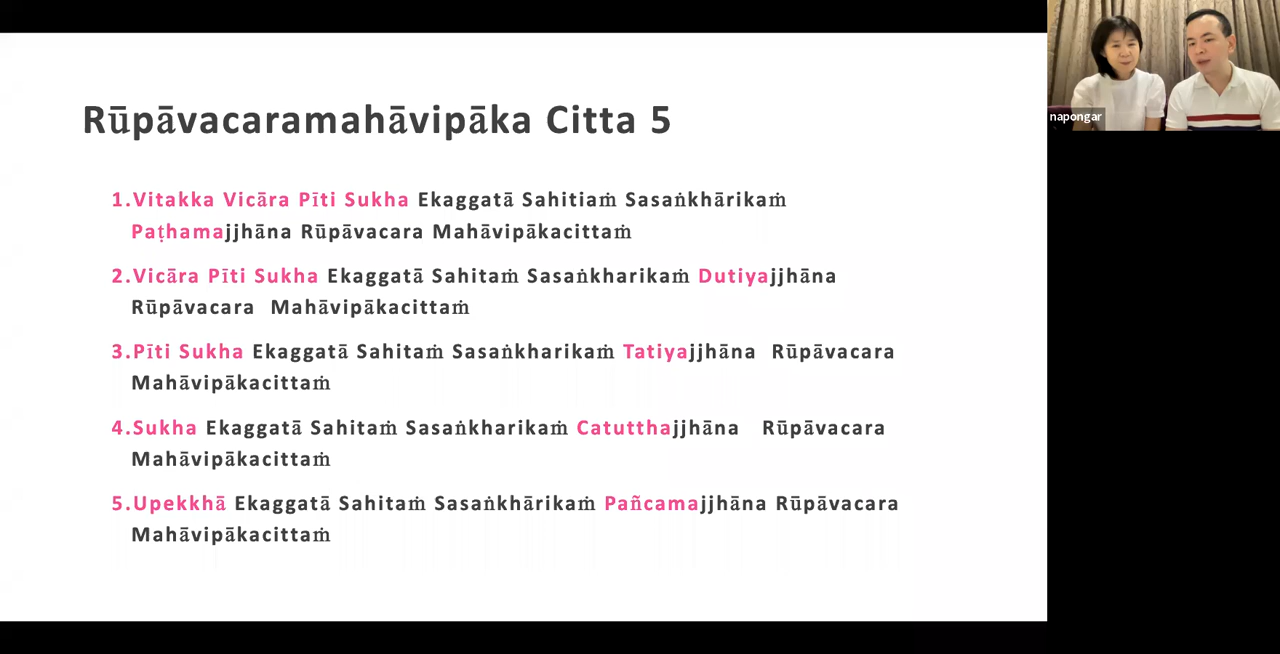 Rūpāvacaramahāvipāka Citta 5
1.Vitakka Vicāra Pīti Sukha Ekaggatā Sahitiaṁ Sasaṅkhārikaṁ
Paṭhamajjhāna Rūpāvacara Mahāvipākacittaṁ
2.Vicāra Pīti Sukha Ekaggatā Sahitaṁ Sasaṅkharikaṁ Dutiyajjhāna
Rūpāvacara Mahāvipākacittaṁ
3.Pīti Sukha Ekaggatā Sahitaṁ Sasaṅkharikaṁ Tatiyajjhāna Rūpāvacara
Mahāvipākacittaṁ
4.Sukha Ekaggatā Sahitaṁ Sasaṅkharikaṁ Catutthajjhāna Rūpāvacara
Mahāvipākacittaṁ
5.Upekkhā Ekaggatā Sahitaṁ Sasaṅkhārikaṁ Pañcamajjhāna Rūpāvacara
Mahāvipākacittaṁ
napongar